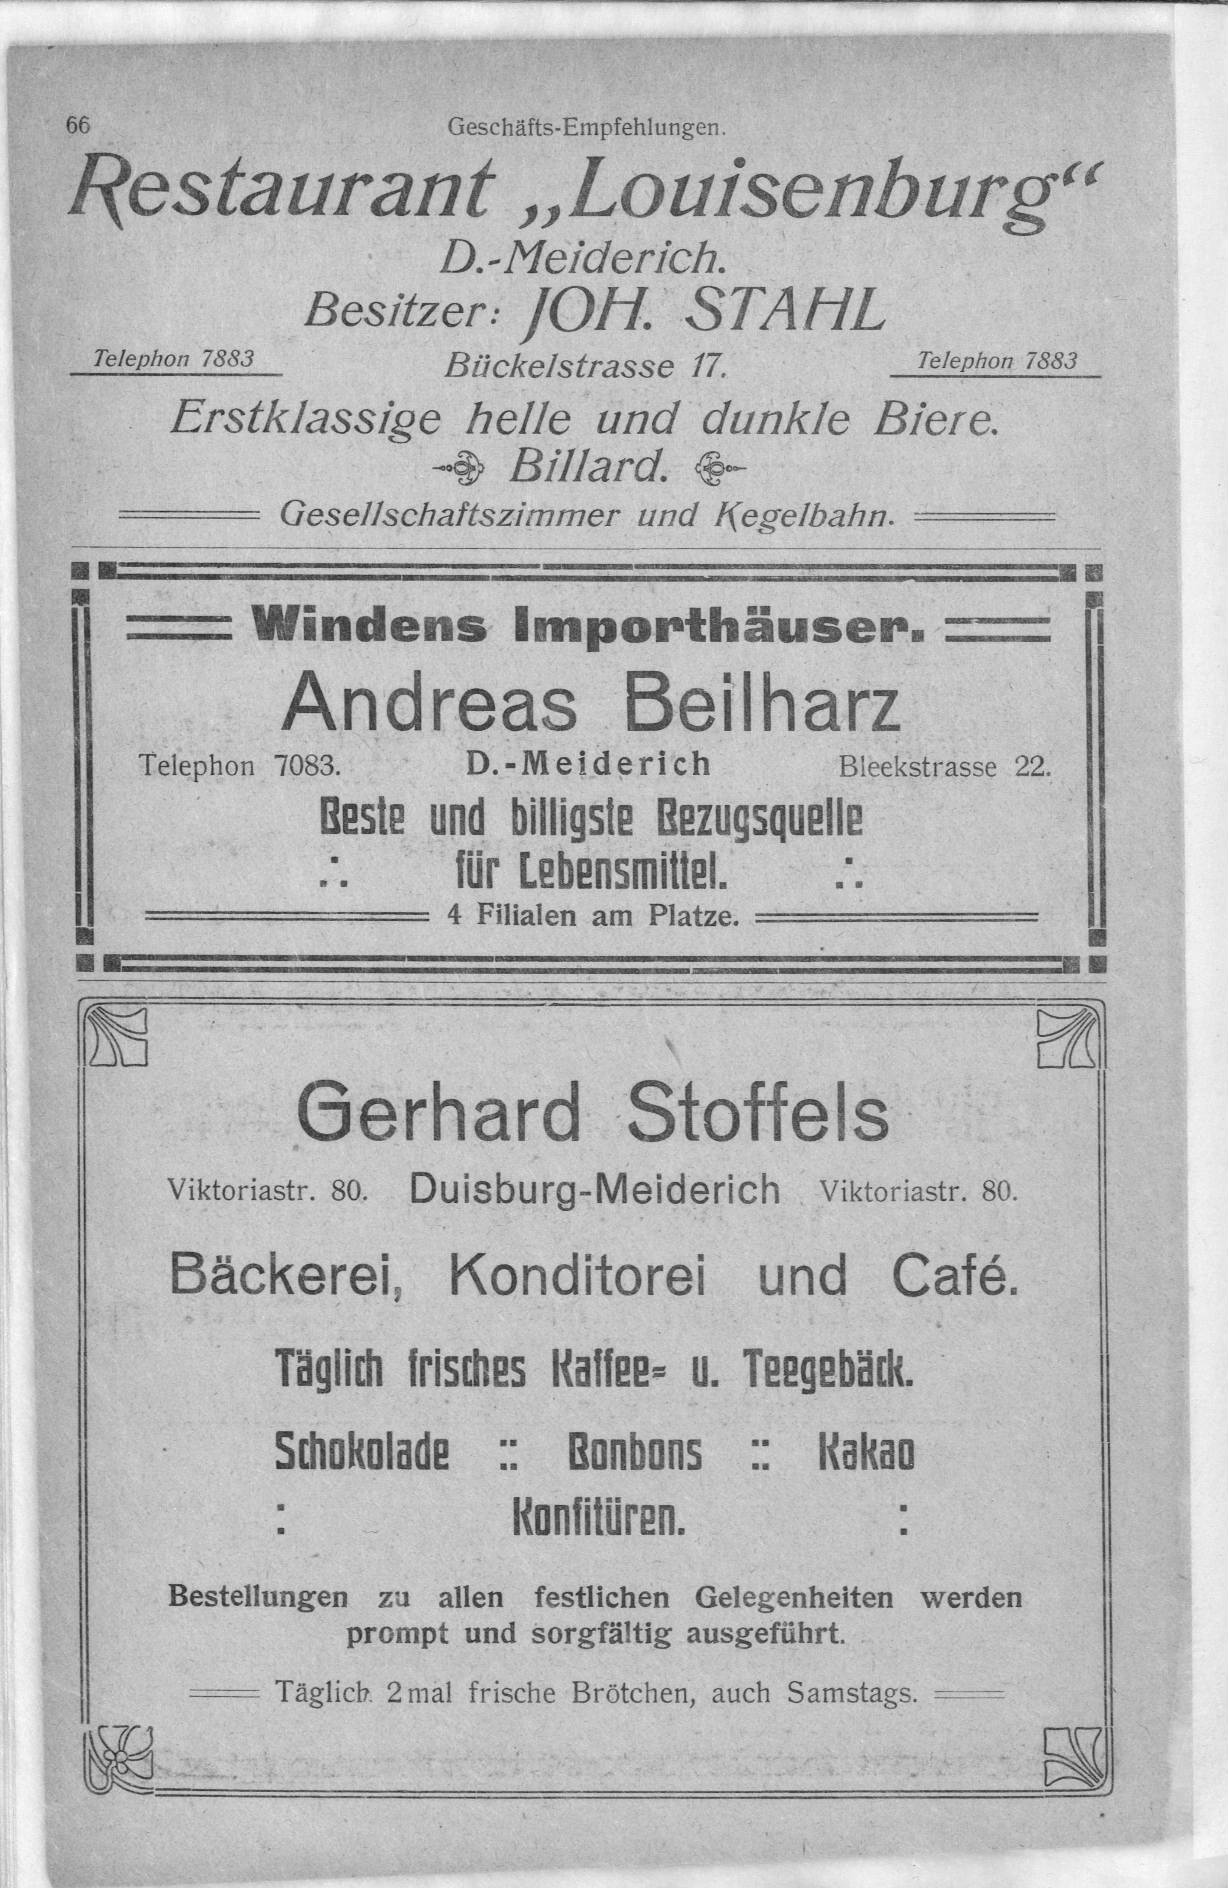 66
Geschäfts-Empfehlungen.
Restaurant „Louisenburg“
D.-Meiderich.
Besitzer: JOH. STAHL
Telephon 7883 Bückelstrasse 17. Telephon 7883
Erstklassige helle und dunkle Biere.
Billard.
Gesellschaftszimmer und Kegelbahn.
Windens Importhäuser.
Andreas Beilharz
Telephon 7083. D.-Meiderich Bleekstrasse 22.
Beste und billigste Bezugsquelle
für Lebensmittel.
4 Filialen am Platze.
Gerhard Stoffels
Viktoriastr. 80. Duisburg-Meiderich Viktoriastr. 80.
Bäckerei, Konditorei und Café.
Täglich frisches Kaffee- u. Teegebäck.
Schokolade :: Bonbons :: Kakao
: Konfitüren. :
Bestellungen zu allen festlichen Gelegenheiten werden
prompt und sorgfältig ausgeführt.
Täglich 2mal frische Brötchen, auch Samstags.